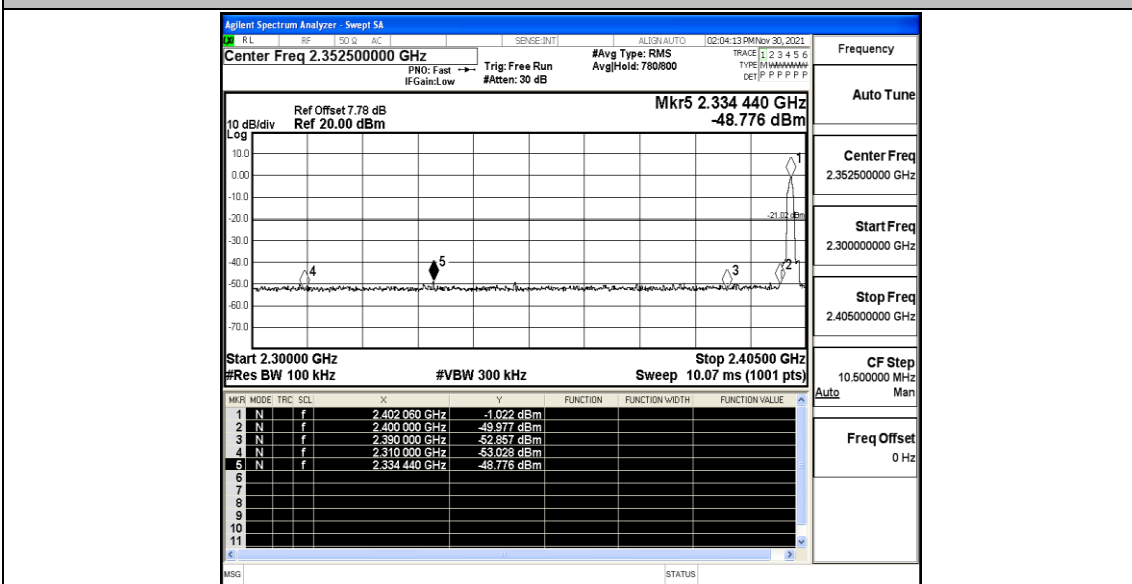 Agilent Spectrum Analyzer - Swept SA
RL RF 50 Ω AC SENSE:INT ALIGNAUTO 02:04:13 PM Nov 30, 2021
Center Freq 2.352500000 GHz
PNO: Fast
IFGain:Low
Trig: Free Run
#Atten: 30 dB
#Avg Type: RMS
Avg|Hold: 780/800
TRACE 1 2 3 4 5 6
TYPE M W W W W W
DET P P P P P P
Frequency
Auto Tune
Center Freq
2.352500000 GHz
Start Freq
2.300000000 GHz
Stop Freq
2.405000000 GHz
CF Step
10.500000 MHz
Auto Man
Freq Offset
0 Hz
Mkr5 2.334 440 GHz
-48.776 dBm
Ref Offset 7.78 dB
10 dB/div Ref 20.00 dBm
Log
10.0
0.00
-10.0
-20.0
-30.0
-40.0
-50.0
-60.0
-70.0
1
-21.02 dBm
4
5
3
2
Start 2.30000 GHz Stop 2.40500 GHz
#Res BW 100 kHz #VBW 300 kHz Sweep 10.07 ms (1001 pts)
MKR MODE TRC SCL X Y FUNCTION FUNCTION WIDTH FUNCTION VALUE
1 N f 2.402 060 GHz -1.022 dBm
2 N f 2.400 000 GHz -49.977 dBm
3 N f 2.390 000 GHz -52.857 dBm
4 N f 2.310 000 GHz -53.028 dBm
5 N f 2.334 440 GHz -48.776 dBm
6
7
8
9
10
11
MSG STATUS